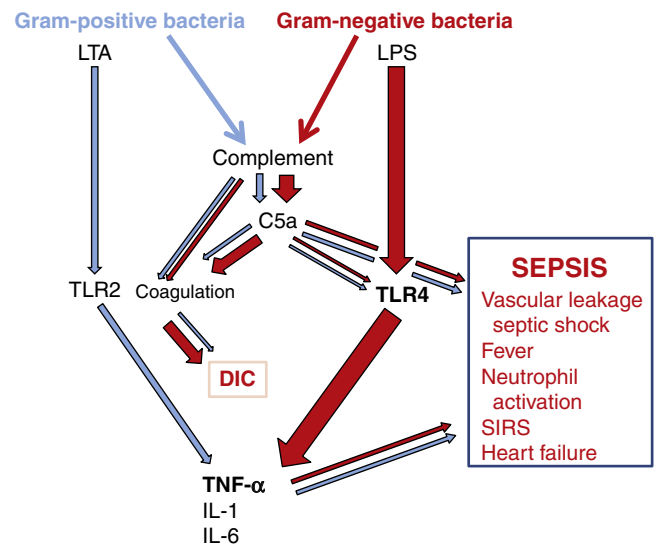 Gram-positive bacteria
Gram-negative bacteria
LTA
LPS
Complement
C5a
TLR2
Coagulation
TLR4
SEPSIS
Vascular leakage
septic shock
Fever
Neutrophil
activation
SIRS
Heart failure
DIC
TNF-α
IL-1
IL-6